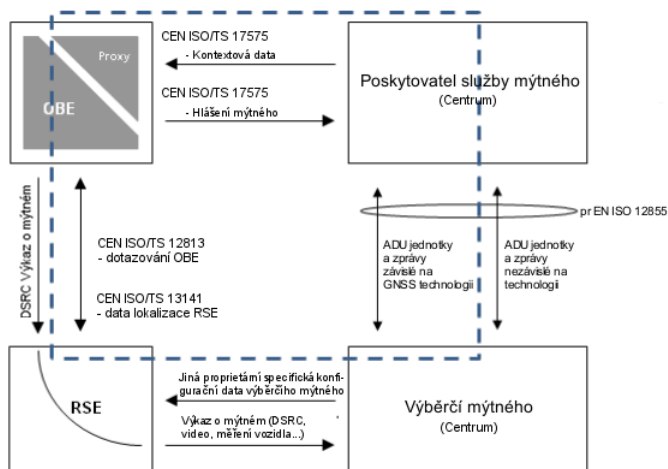 CEN ISO/TS 17575
- Kontextová data
Proxy
OBE
CEN ISO/TS 17575
- Hlášení mýtného
Poskytovatel služby mýtného
(Centrum)
DSRC Výkaz o mýtném
CEN ISO/TS 12813
- dotazování OBE
CEN ISO/TS 13141
- data lokalizace RSE
ADU jednotky
a zprávy
závislé na
GNSS technologii
ADU jednotky
a zprávy
nezávislé na
technologii
pr EN ISO 12855
RSE
Jiná proprietární specifická konfi-
gurační data výběrčího mýtného
Výkaz o mýtném (DSRC,
video, měření vozidla...)
Výběrčí mýtného
(Centrum)